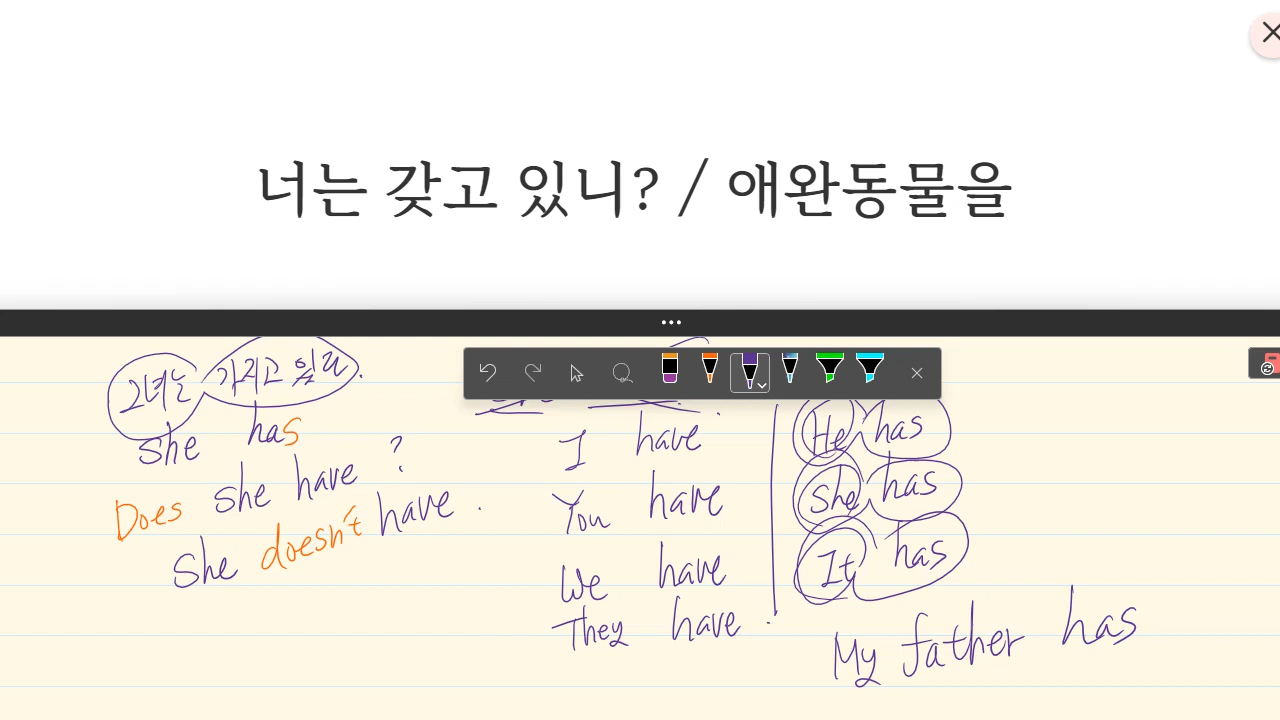 너는 갖고 있니? / 애완동물을
그녀는 가지고 있다.
she has
Does she have ?
She doesn't have .
I have
You have
We have
They have .
He has
She has
It has
My father has